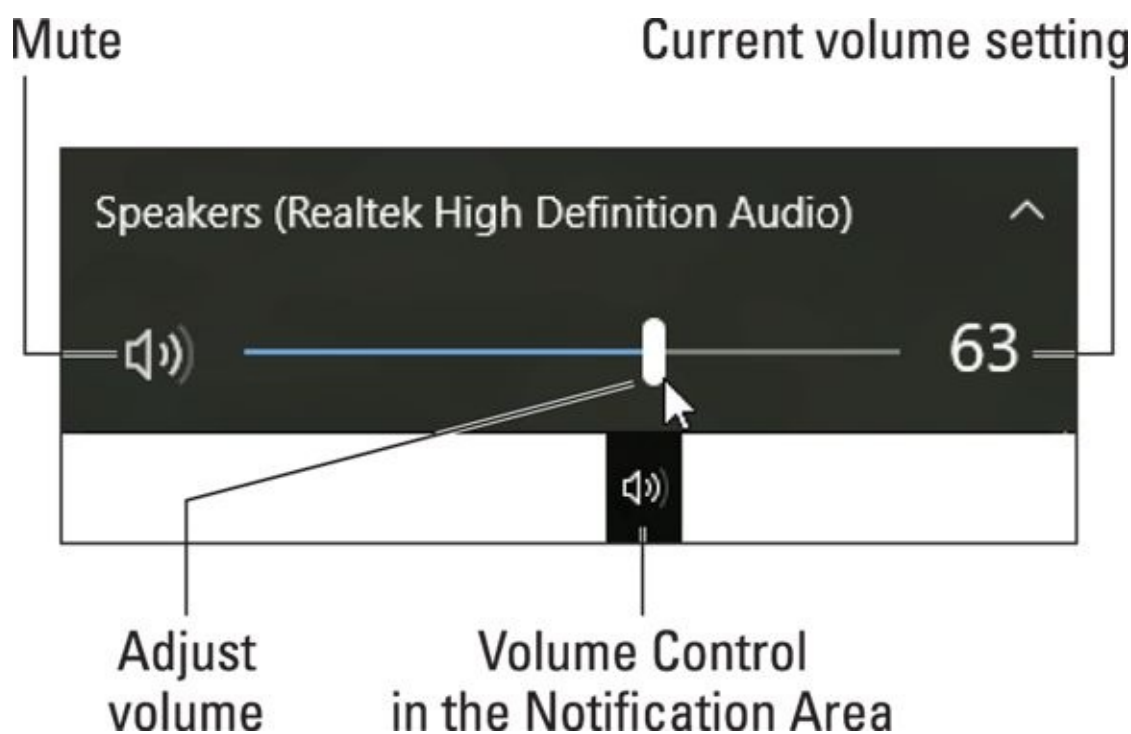 Mute
Current volume setting
Speakers (Realtek High Definition Audio)
63
Adjust
volume
Volume Control
in the Notification Area